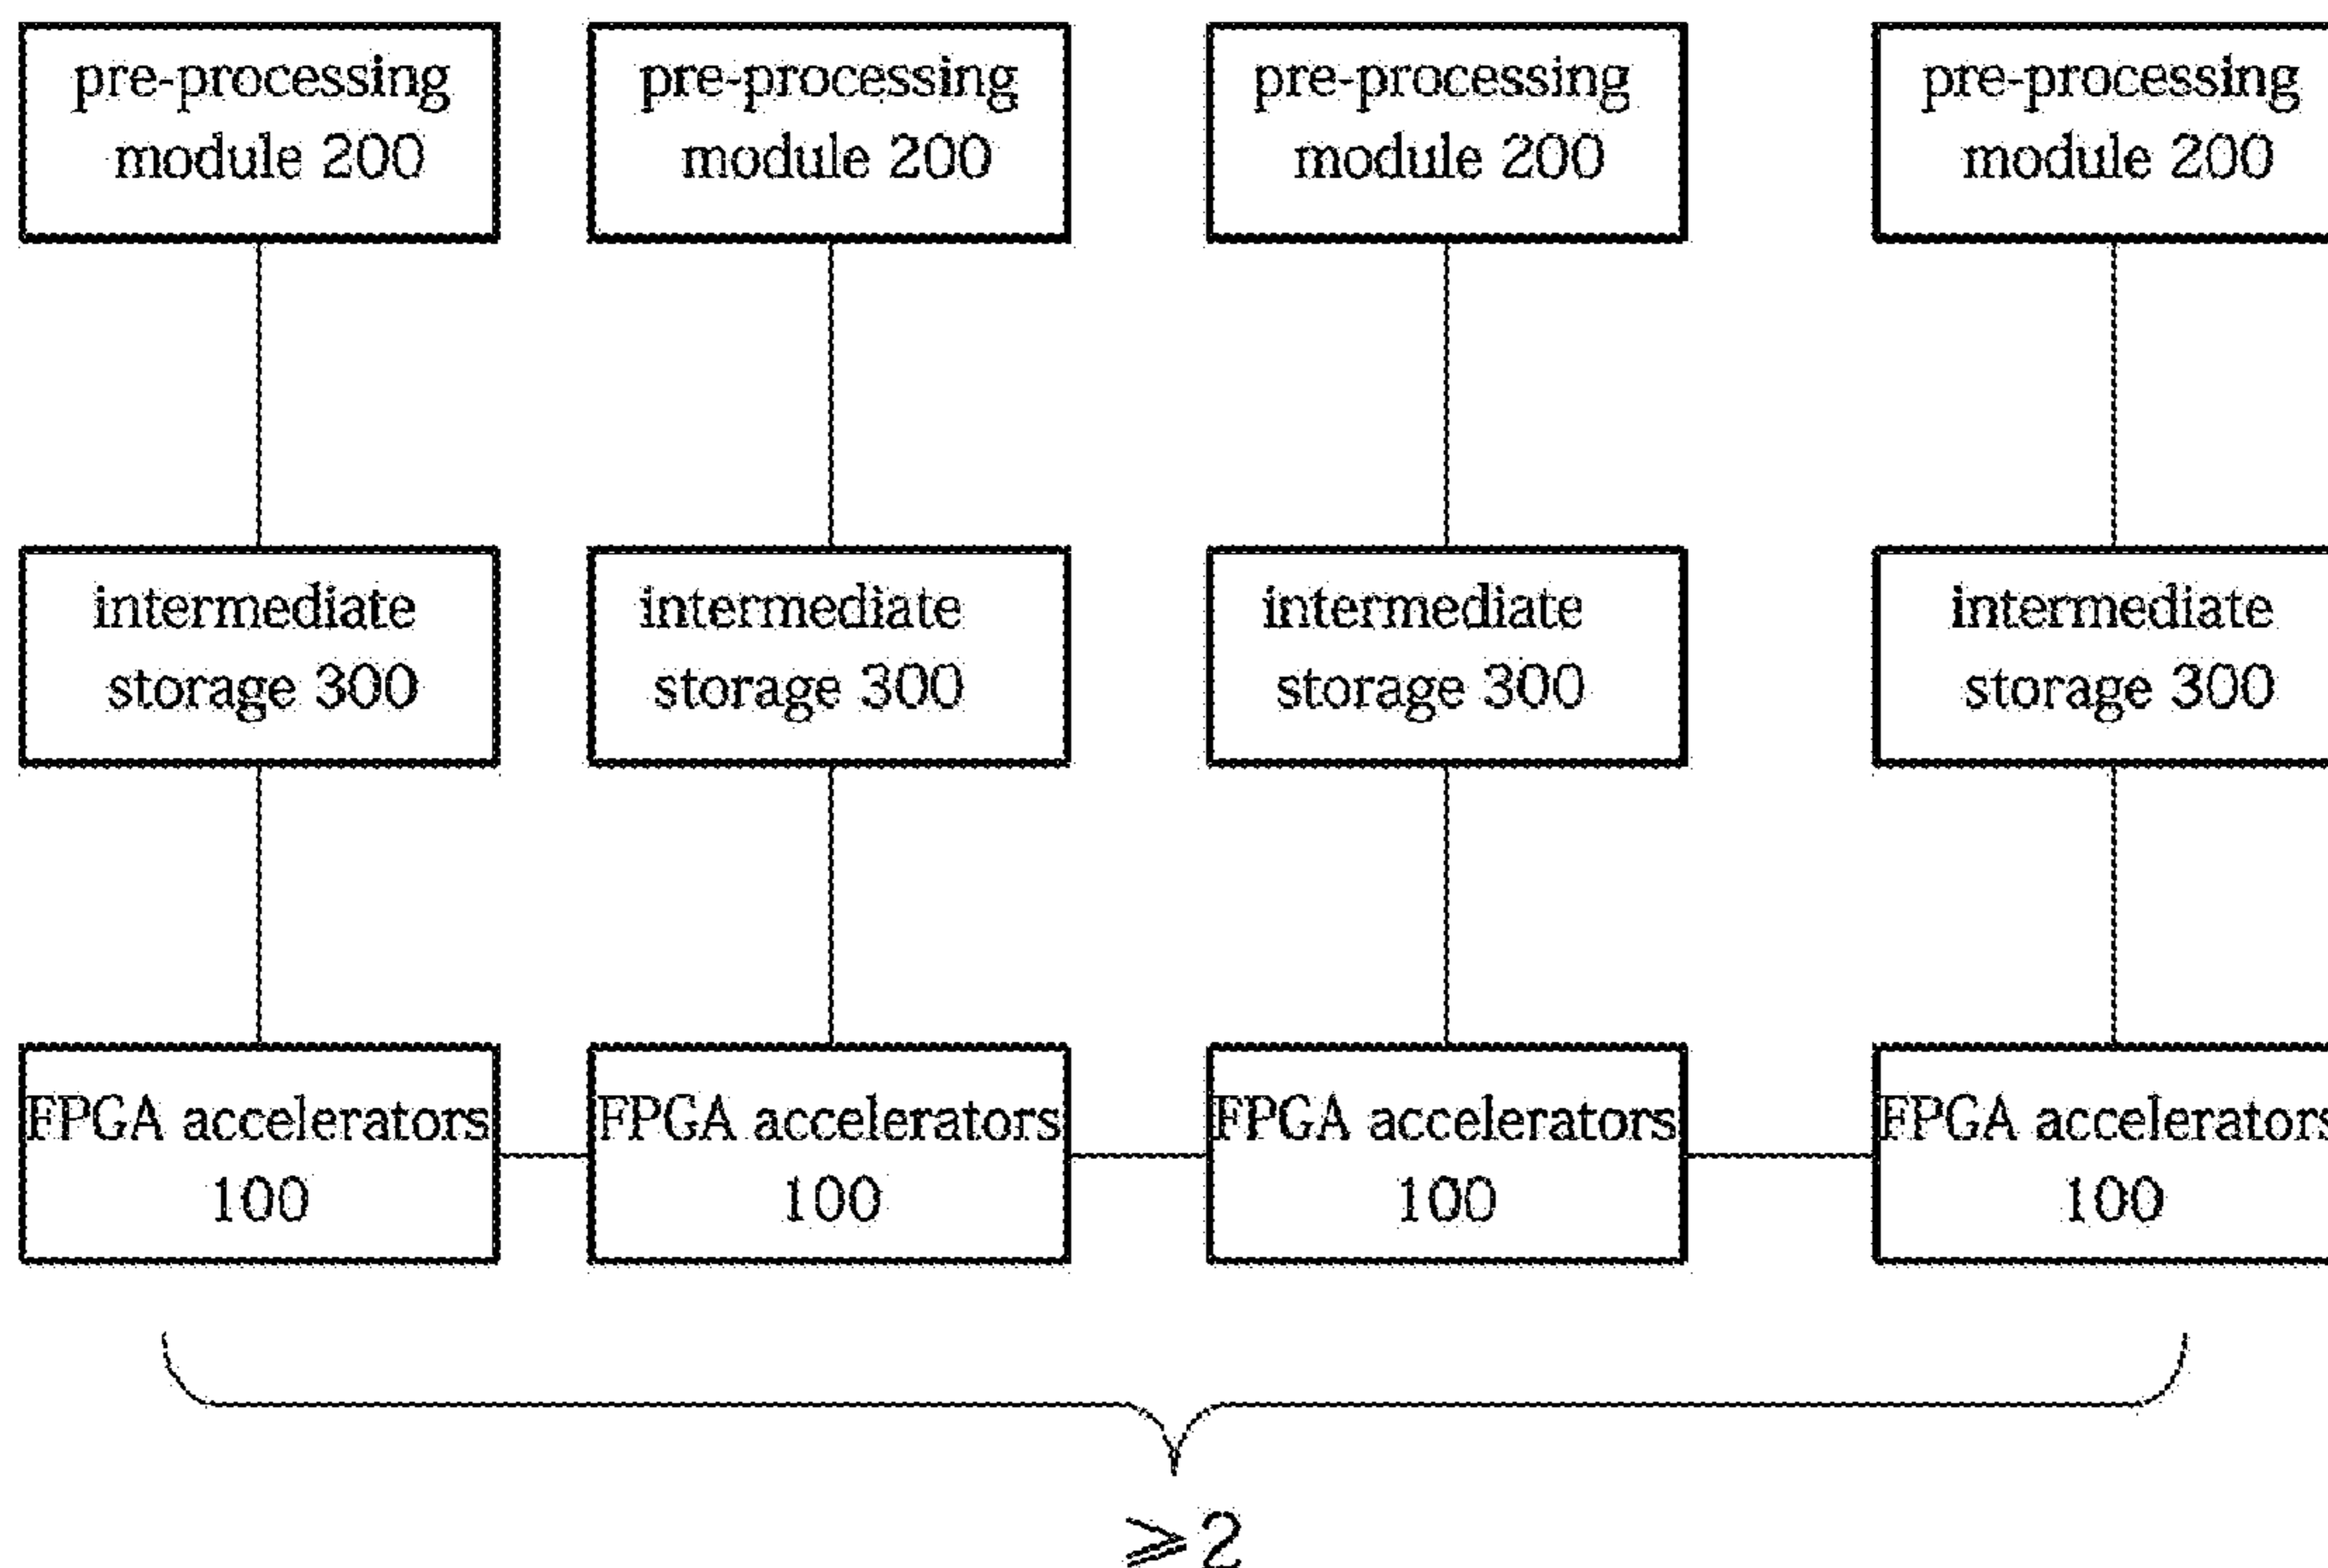 pre-processing
module 200
pre-processing
module 200
pre-processing
module 200
pre-processing
module 200
intermediate
storage 300
intermediate
storage 300
intermediate
storage 300
intermediate
storage 300
FPGA accelerators
100
FPGA accelerators
100
FPGA accelerators
100
FPGA accelerators
100
⩾2